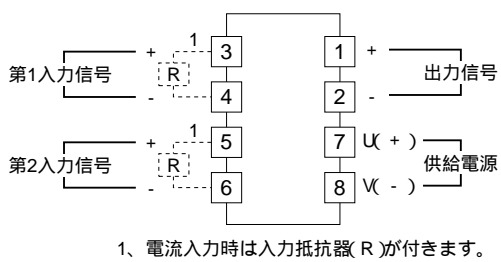 第1入力信号
+
-
1
R
3
4
1
+
2
-
出力信号
第2入力信号
+
-
1
R
5
6
7
U( + )
8
V( - )
供給電源
1、電流入力時は入力抵抗器( R )が付きます。